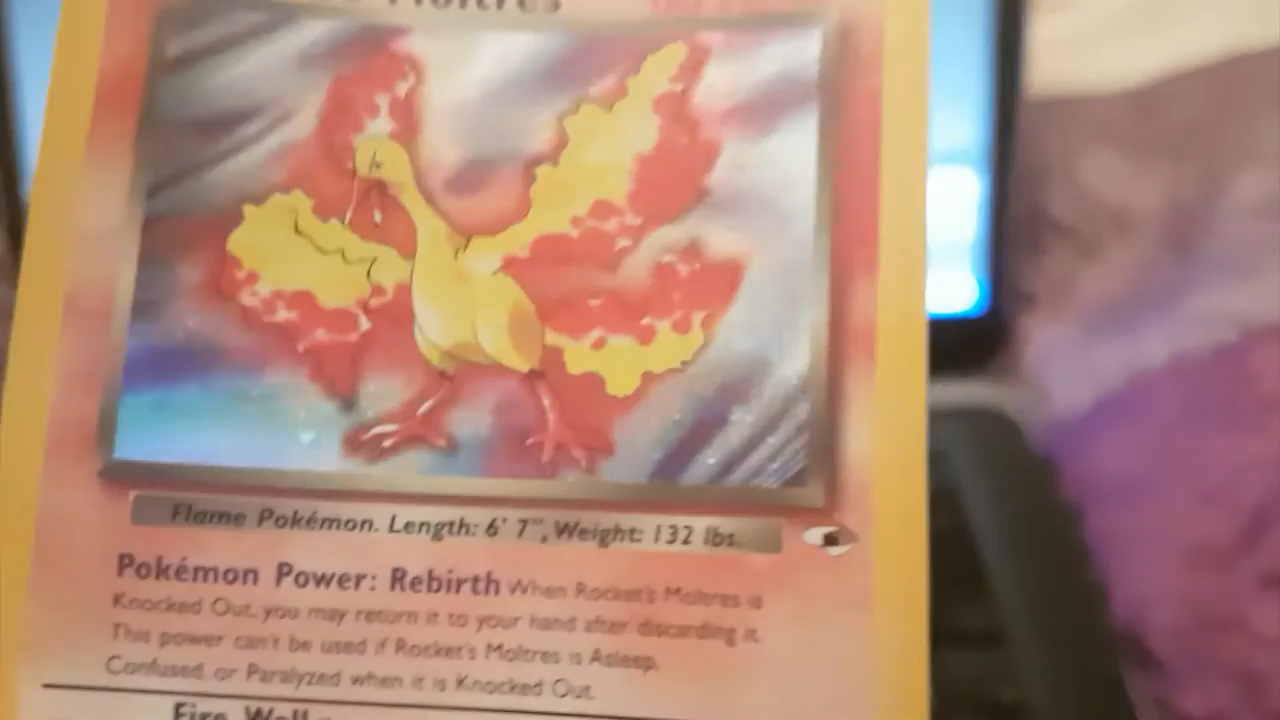 Moltres
Flame Pokémon. Length: 6' 7", Weight: 132 lbs.
Pokémon Power: Rebirth When Rocket's Moltres is
Knocked Out, you may return it to your hand after discarding it.
This power can't be used if Rocket's Moltres is Asleep,
Confused, or Paralyzed when it is Knocked Out.
Fire Wall